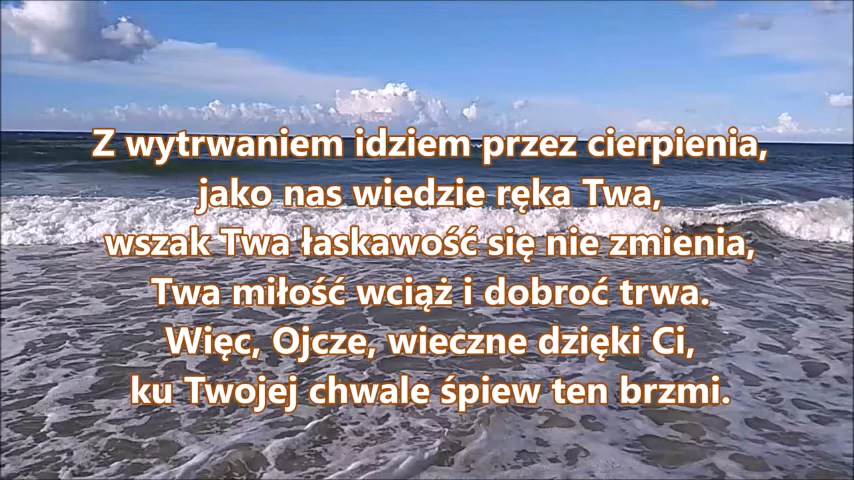 Z wytrwaniem idziem przez cierpienia,
jako nas wiedzie ręka Twa,
wszak Twa łaskawość się nie zmienia,
Twa miłość wciąż i dobroć trwa.
Więc, Ojcze, wieczne dzięki Ci,
ku Twojej chwale śpiew ten brzmi.